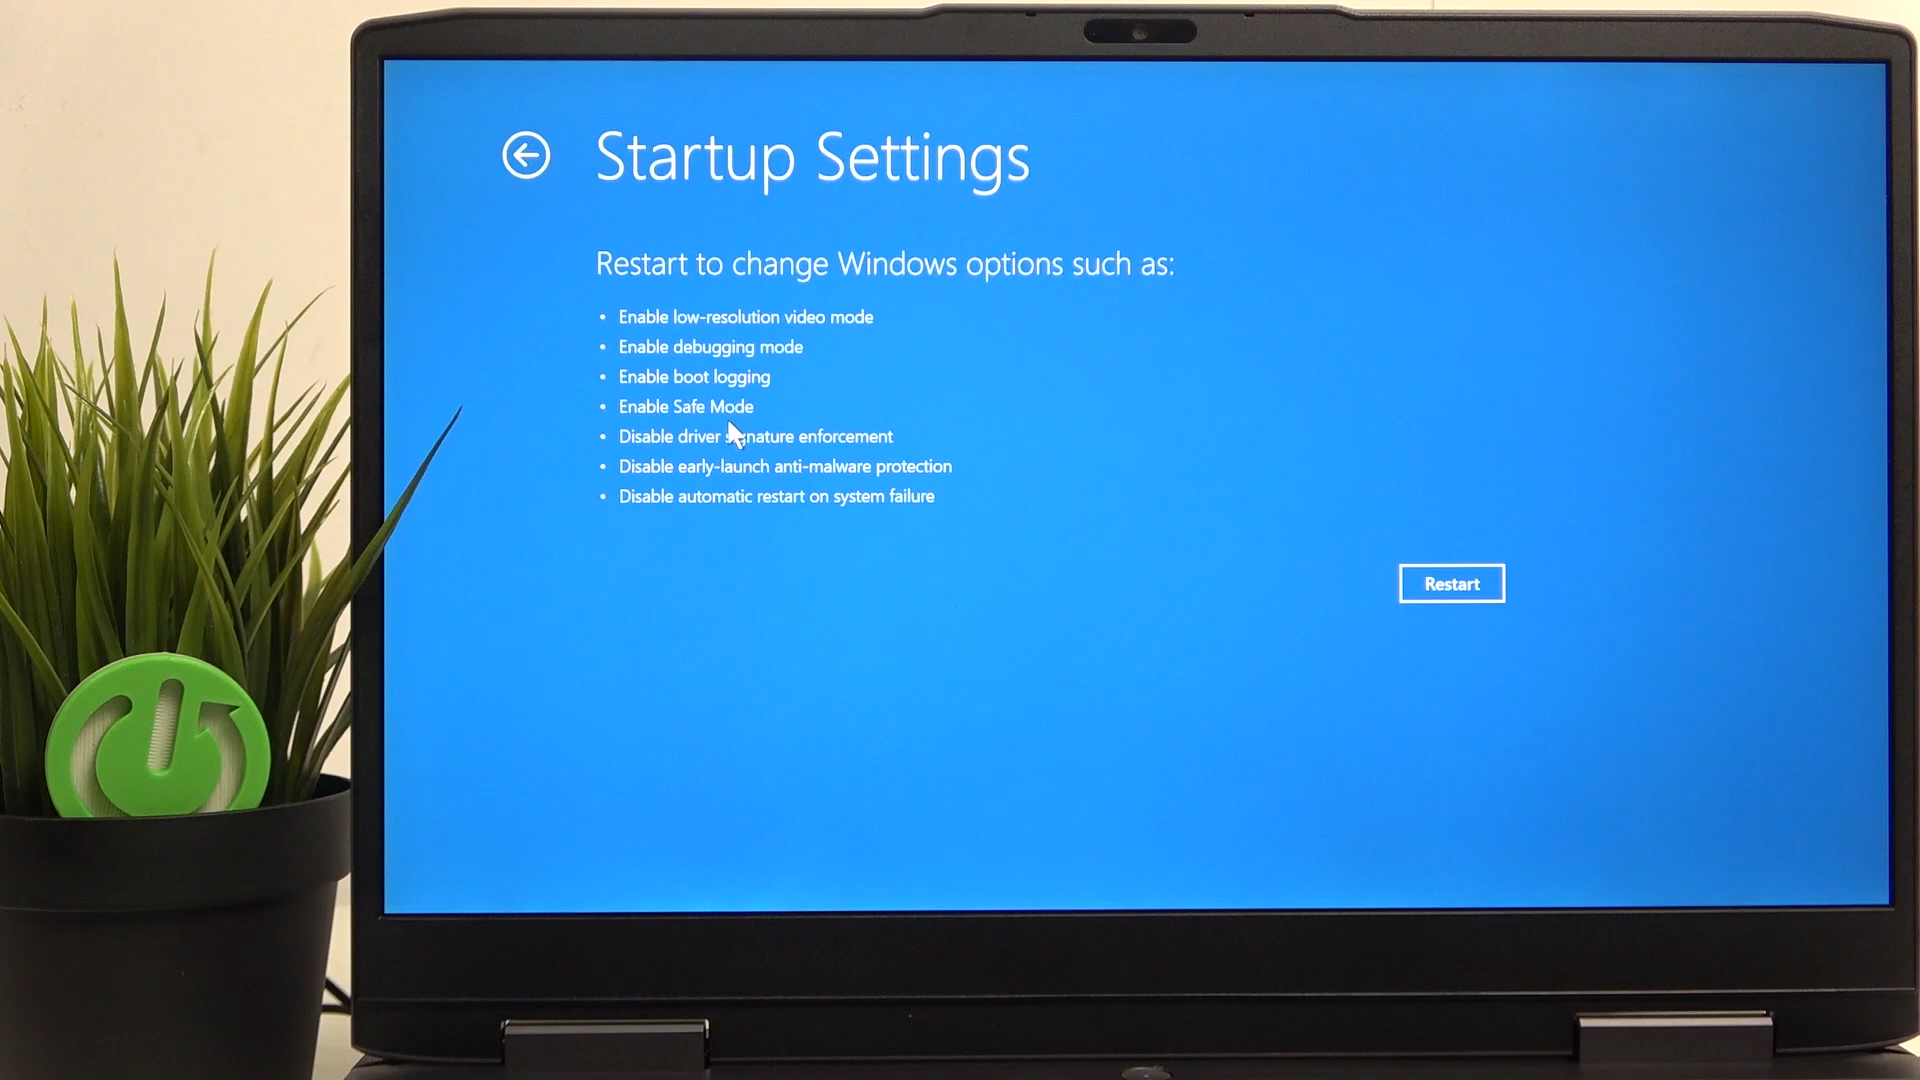 Startup Settings
Restart to change Windows options such as:
• Enable low-resolution video mode
• Enable debugging mode
• Enable boot logging
• Enable Safe Mode
• Disable driver signature enforcement
• Disable early-launch anti-malware protection
• Disable automatic restart on system failure
Restart